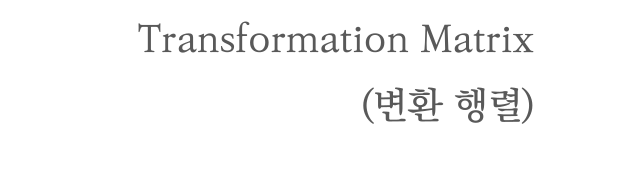 Transformation Matrix
(변환 행렬)